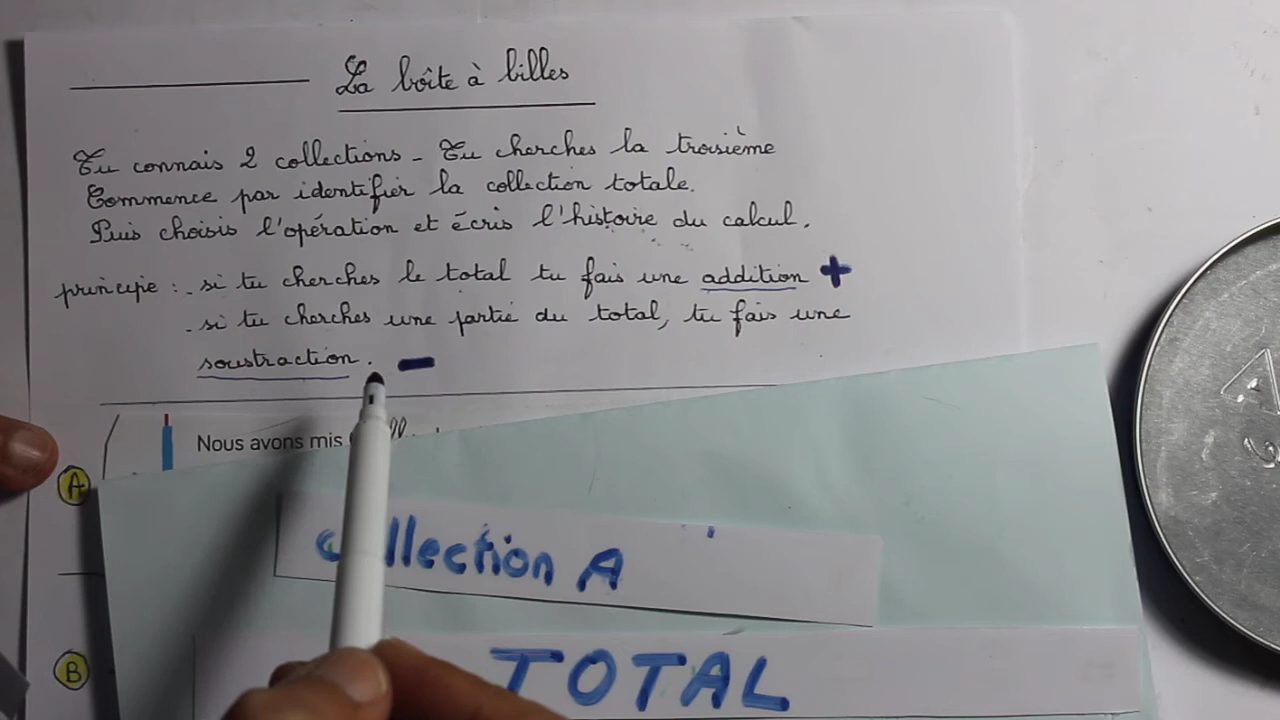 La boîte à billes
Tu connais 2 collections - Tu cherches la troisième
Commence par identifier la collection totale.
Puis choisis l'opération et écris l'histoire du calcul.
principe : - si tu cherches le total tu fais une addition +
- si tu cherches une partie du total, tu fais une
soustraction. -
Nous avons mis
A
collection A
B
TOTAL